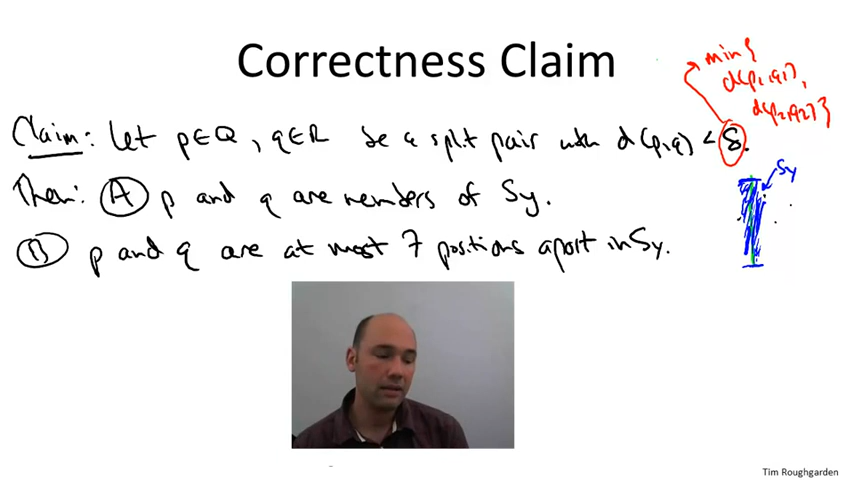 Correctness Claim
min{
d(p1,q1),
d(p2,q2)}
Claim: Let p∈Q, q∈R be a split pair with d(p,q) < δ.
Then: (A) p and q are members of Sy.
(B) p and q are at most 7 positions apart in Sy.
Sy
Tim Roughgarden